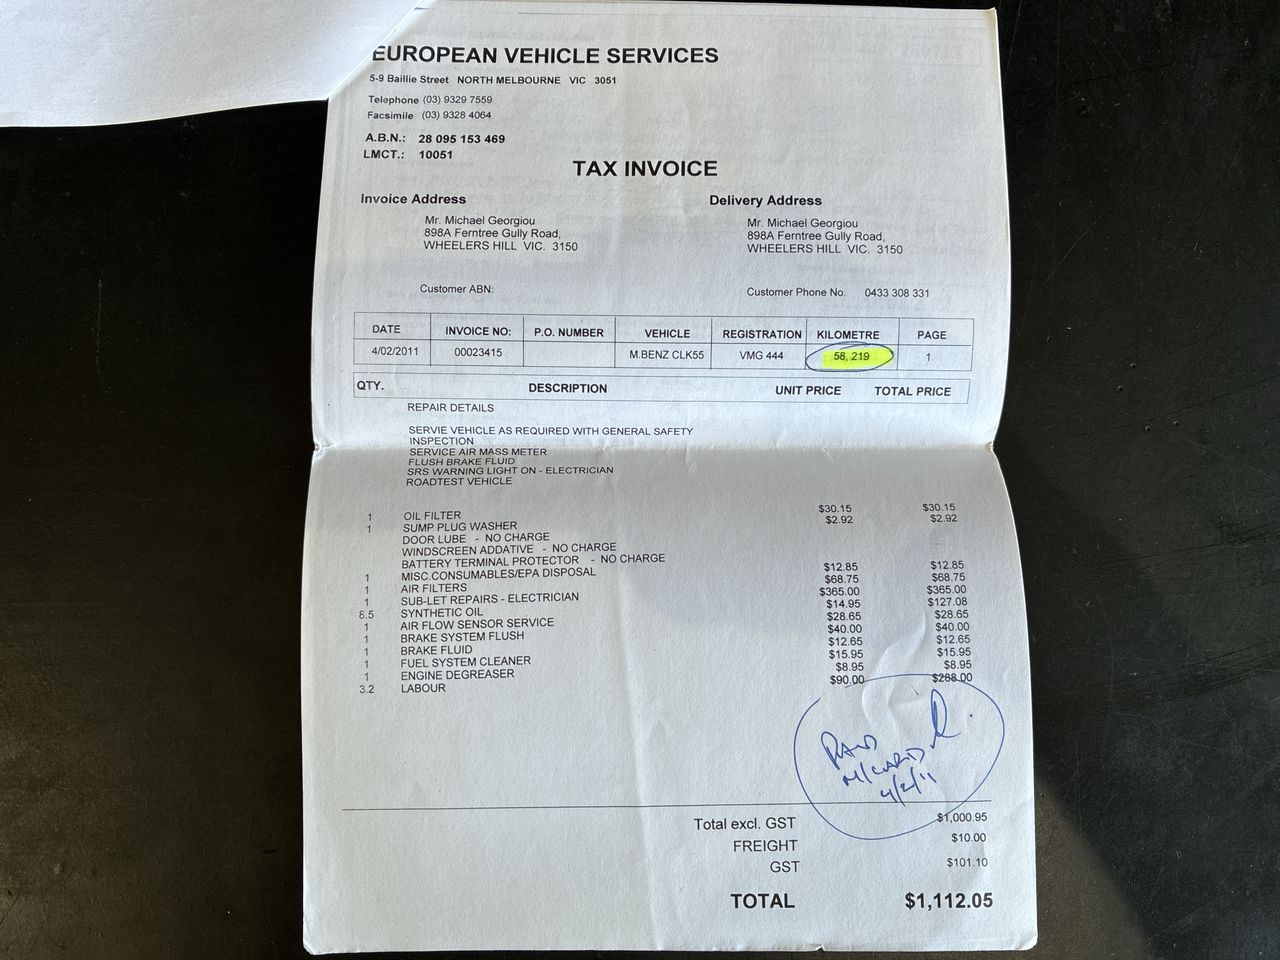 EUROPEAN VEHICLE SERVICES
5-9 Baillie Street NORTH MELBOURNE VIC 3051
Telephone (03) 9329 7559
Facsimile (03) 9328 4064
A.B.N.: 28 095 153 469
LMCT.: 10051
TAX INVOICE
Invoice Address Delivery Address
Mr. Michael Georgiou Mr. Michael Georgiou
898A Ferntree Gully Road, 898A Ferntree Gully Road,
WHEELERS HILL VIC. 3150 WHEELERS HILL VIC. 3150
Customer ABN: Customer Phone No. 0433 308 331
DATE INVOICE NO: P.O. NUMBER VEHICLE REGISTRATION KILOMETRE PAGE
4/02/2011 00023415 M.BENZ CLK55 VMG 444 58, 219 1
QTY. DESCRIPTION UNIT PRICE TOTAL PRICE
REPAIR DETAILS
SERVIE VEHICLE AS REQUIRED WITH GENERAL SAFETY
INSPECTION
SERVICE AIR MASS METER
FLUSH BRAKE FLUID
SRS WARNING LIGHT ON - ELECTRICIAN
ROADTEST VEHICLE
1 OIL FILTER $30.15 $30.15
1 SUMP PLUG WASHER $2.92 $2.92
DOOR LUBE - NO CHARGE
WINDSCREEN ADDATIVE - NO CHARGE
BATTERY TERMINAL PROTECTOR - NO CHARGE
1 MISC.CONSUMABLES/EPA DISPOSAL $12.85 $12.85
1 AIR FILTERS $68.75 $68.75
1 SUB-LET REPAIRS - ELECTRICIAN $365.00 $365.00
8.5 SYNTHETIC OIL $14.95 $127.08
1 AIR FLOW SENSOR SERVICE $28.65 $28.65
1 BRAKE SYSTEM FLUSH $40.00 $40.00
1 BRAKE FLUID $12.65 $12.65
1 FUEL SYSTEM CLEANER $15.95 $15.95
1 ENGINE DEGREASER $8.95 $8.95
3.2 LABOUR $90.00 $288.00
PAID
M/CARD
4/2/11
Total excl. GST $1,000.95
FREIGHT $10.00
GST $101.10
TOTAL $1,112.05